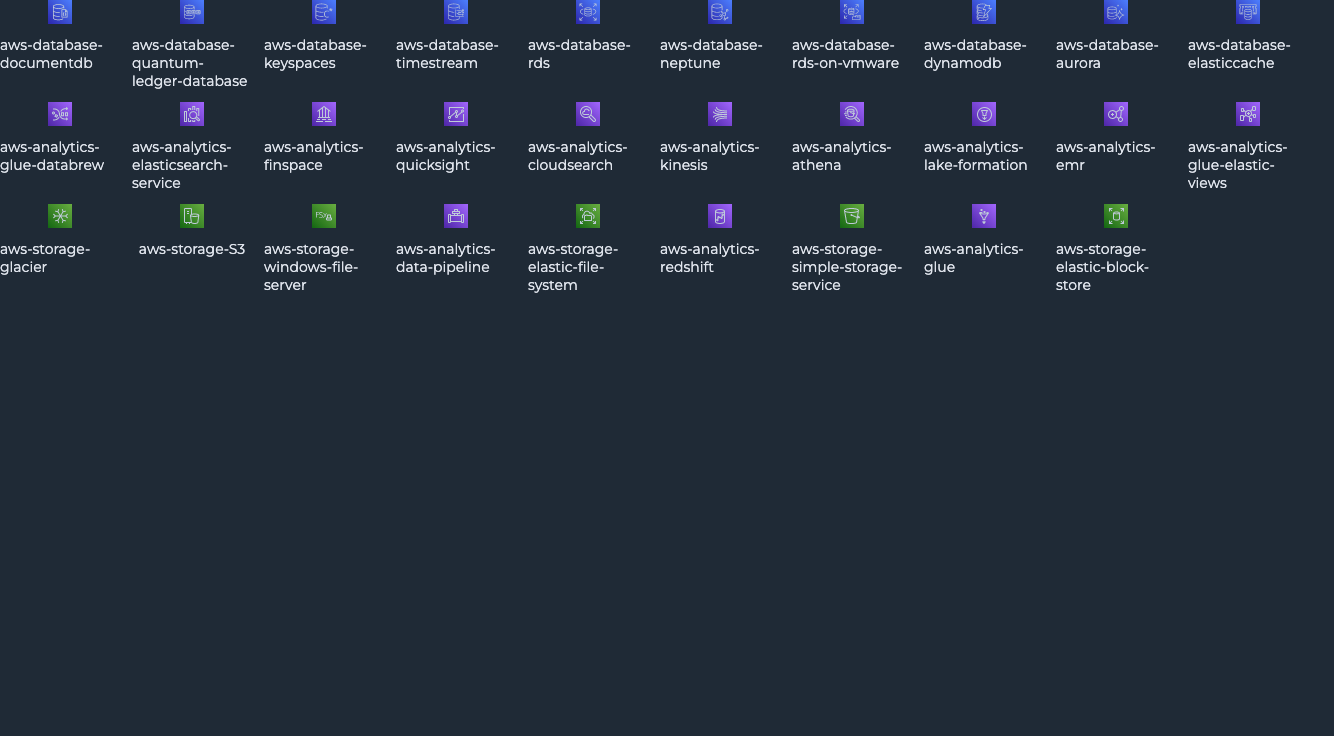 aws-database-documentdb
aws-database-quantum-ledger-database
aws-database-keyspaces
aws-database-timestream
aws-database-rds
aws-database-neptune
aws-database-rds-on-vmware
aws-database-dynamodb
aws-database-aurora
aws-database-elasticcache
aws-analytics-glue-databrew
aws-analytics-elasticsearch-service
aws-analytics-finspace
aws-analytics-quicksight
aws-analytics-cloudsearch
aws-analytics-kinesis
aws-analytics-athena
aws-analytics-lake-formation
aws-analytics-emr
aws-analytics-glue-elastic-views
aws-storage-glacier
aws-storage-S3
FSx
aws-storage-windows-file-server
aws-analytics-data-pipeline
aws-storage-elastic-file-system
aws-analytics-redshift
aws-storage-simple-storage-service
aws-analytics-glue
aws-storage-elastic-block-store